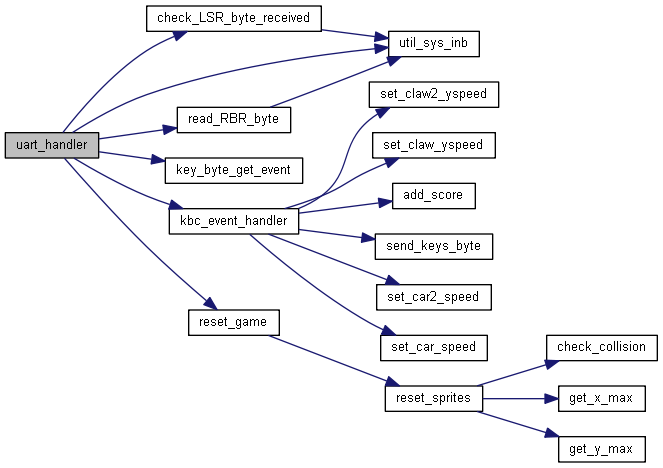 check_LSR_byte_received
util_sys_inb
set_claw2_yspeed
read_RBR_byte
uart_handler
set_claw_yspeed
key_byte_get_event
add_score
kbc_event_handler
send_keys_byte
set_car2_speed
reset_game
set_car_speed
check_collision
reset_sprites
get_x_max
get_y_max